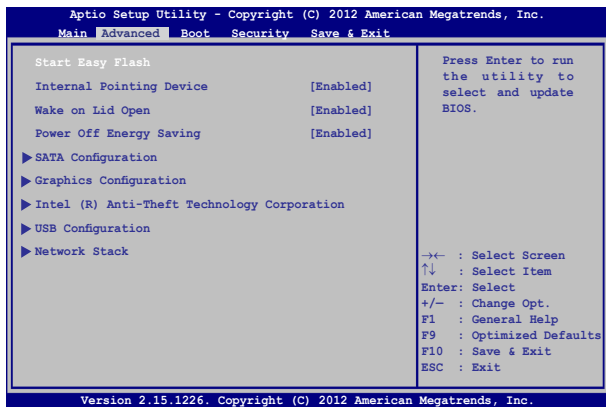 Aptio Setup Utility - Copyright (C) 2012 American Megatrends, Inc.
Main Advanced Boot Security Save & Exit
Start Easy Flash
Internal Pointing Device [Enabled]
Wake on Lid Open [Enabled]
Power Off Energy Saving [Enabled]
SATA Configuration
Graphics Configuration
Intel (R) Anti-Theft Technology Corporation
USB Configuration
Network Stack
Press Enter to run
the utility to
select and update
BIOS.
→← : Select Screen
↑↓ : Select Item
Enter: Select
+/— : Change Opt.
F1 : General Help
F9 : Optimized Defaults
F10 : Save & Exit
ESC : Exit
Version 2.15.1226. Copyright (C) 2012 American Megatrends, Inc.